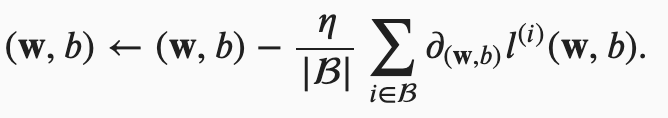 (𝐰, b) ← (𝐰, b) − η/|ℬ| ∑_{i∈ℬ} ∂_{(𝐰,b)} l^{(i)}(𝐰, b).